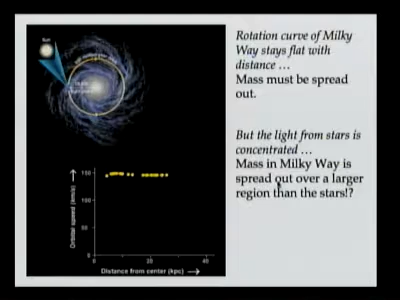 Rotation curve of Milky
Way stays flat with
distance …
Mass must be spread
out.
But the light from stars is
concentrated …
Mass in Milky Way is
spread out over a larger
region than the stars!?
Sun
Orbital speed (km/s)
150
100
50
0
0
20
40
Distance from center (kpc)